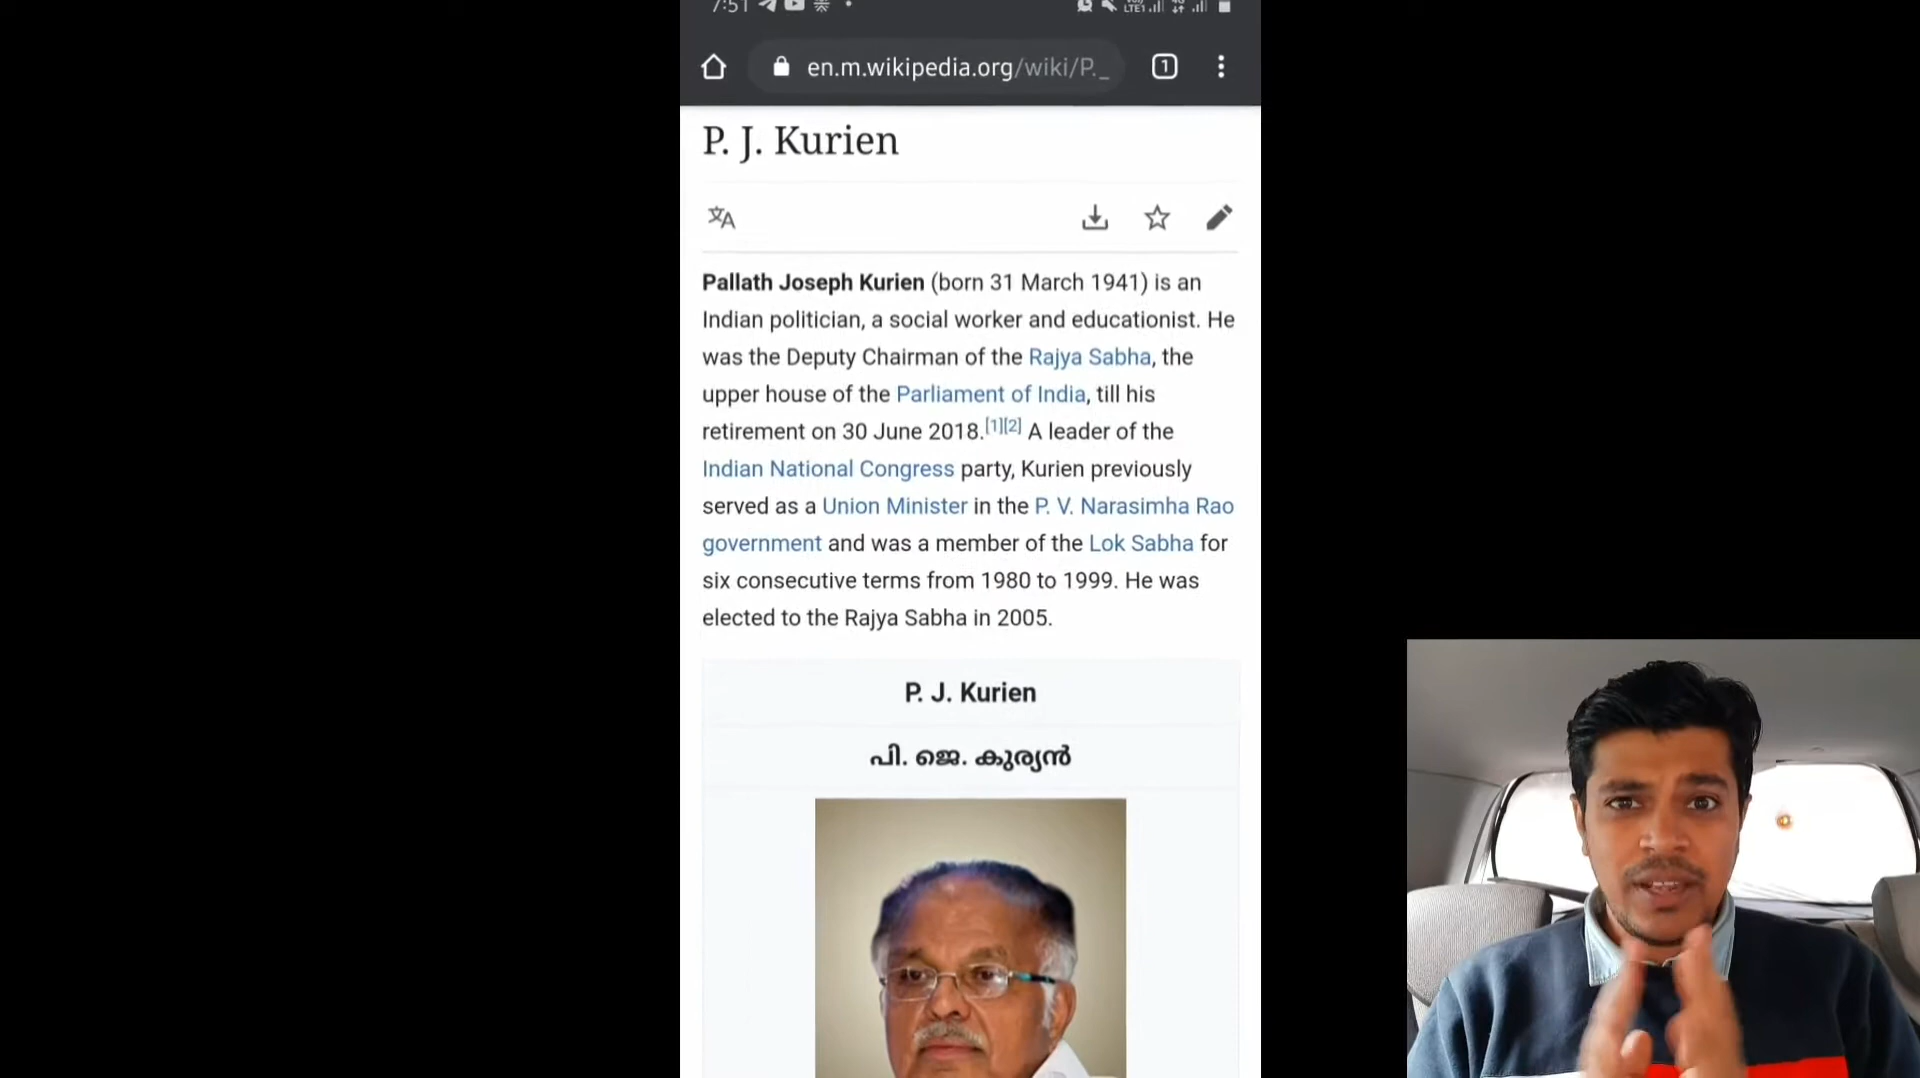 7:51
LTE1
en.m.wikipedia.org/wiki/P._
1
P. J. Kurien
Pallath Joseph Kurien (born 31 March 1941) is an
Indian politician, a social worker and educationist. He
was the Deputy Chairman of the Rajya Sabha, the
upper house of the Parliament of India, till his
retirement on 30 June 2018.[1][2] A leader of the
Indian National Congress party, Kurien previously
served as a Union Minister in the P. V. Narasimha Rao
government and was a member of the Lok Sabha for
six consecutive terms from 1980 to 1999. He was
elected to the Rajya Sabha in 2005.
P. J. Kurien
പി. ജെ. കുര്യൻ